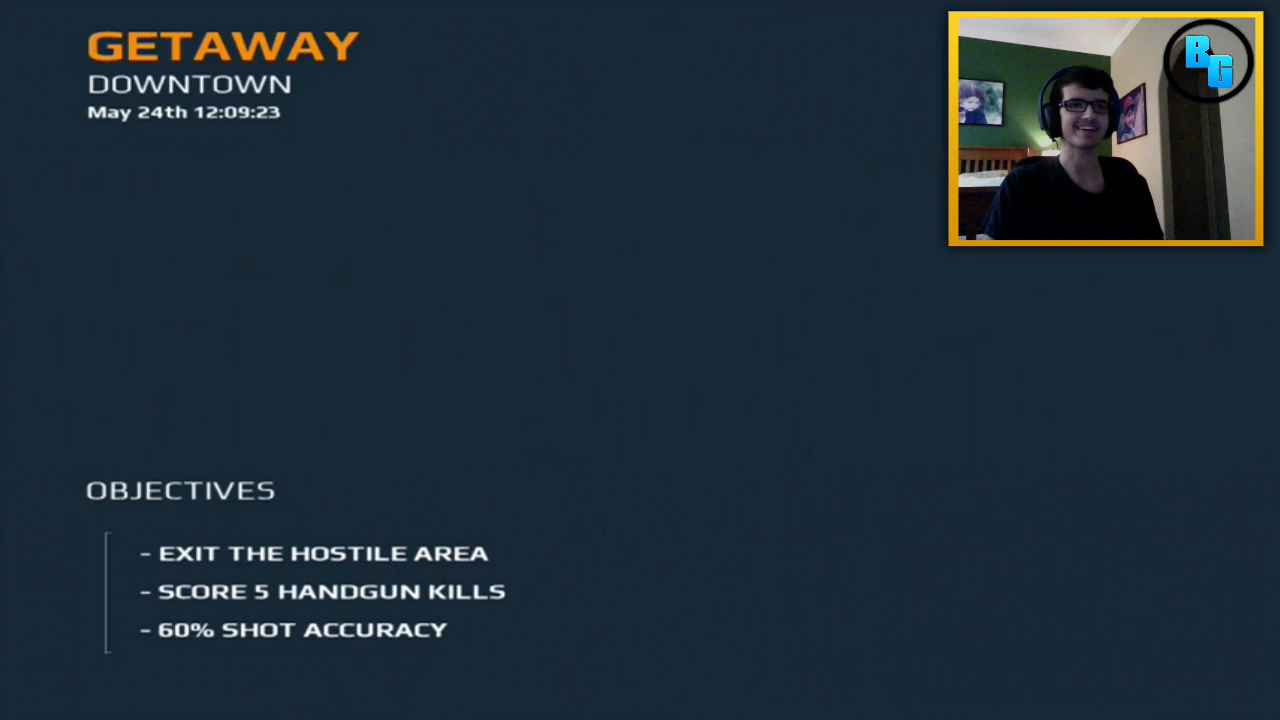 GETAWAY
DOWNTOWN
May 24th 12:09:23
BG
OBJECTIVES
- EXIT THE HOSTILE AREA
- SCORE 5 HANDGUN KILLS
- 60% SHOT ACCURACY